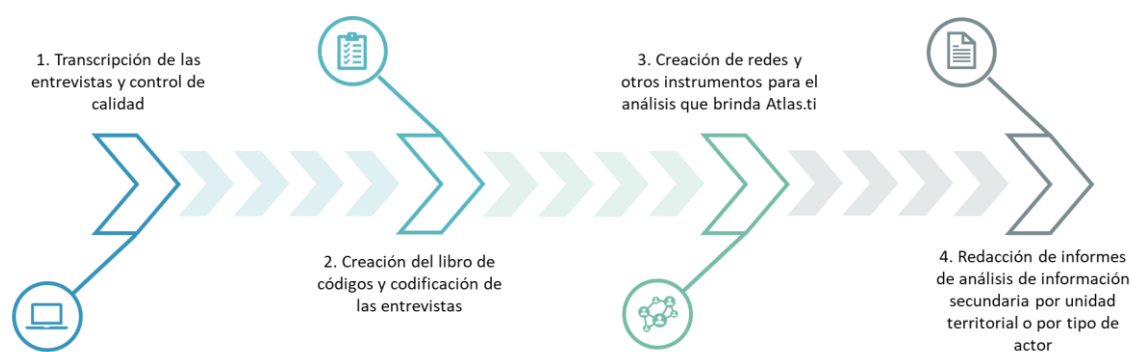 1. Transcripción de las
entrevistas y control de
calidad
2. Creación del libro de
códigos y codificación de
las entrevistas
3. Creación de redes y
otros instrumentos para el
análisis que brinda Atlas.ti
4. Redacción de informes
de análisis de información
secundaria por unidad
territorial o por tipo de
actor